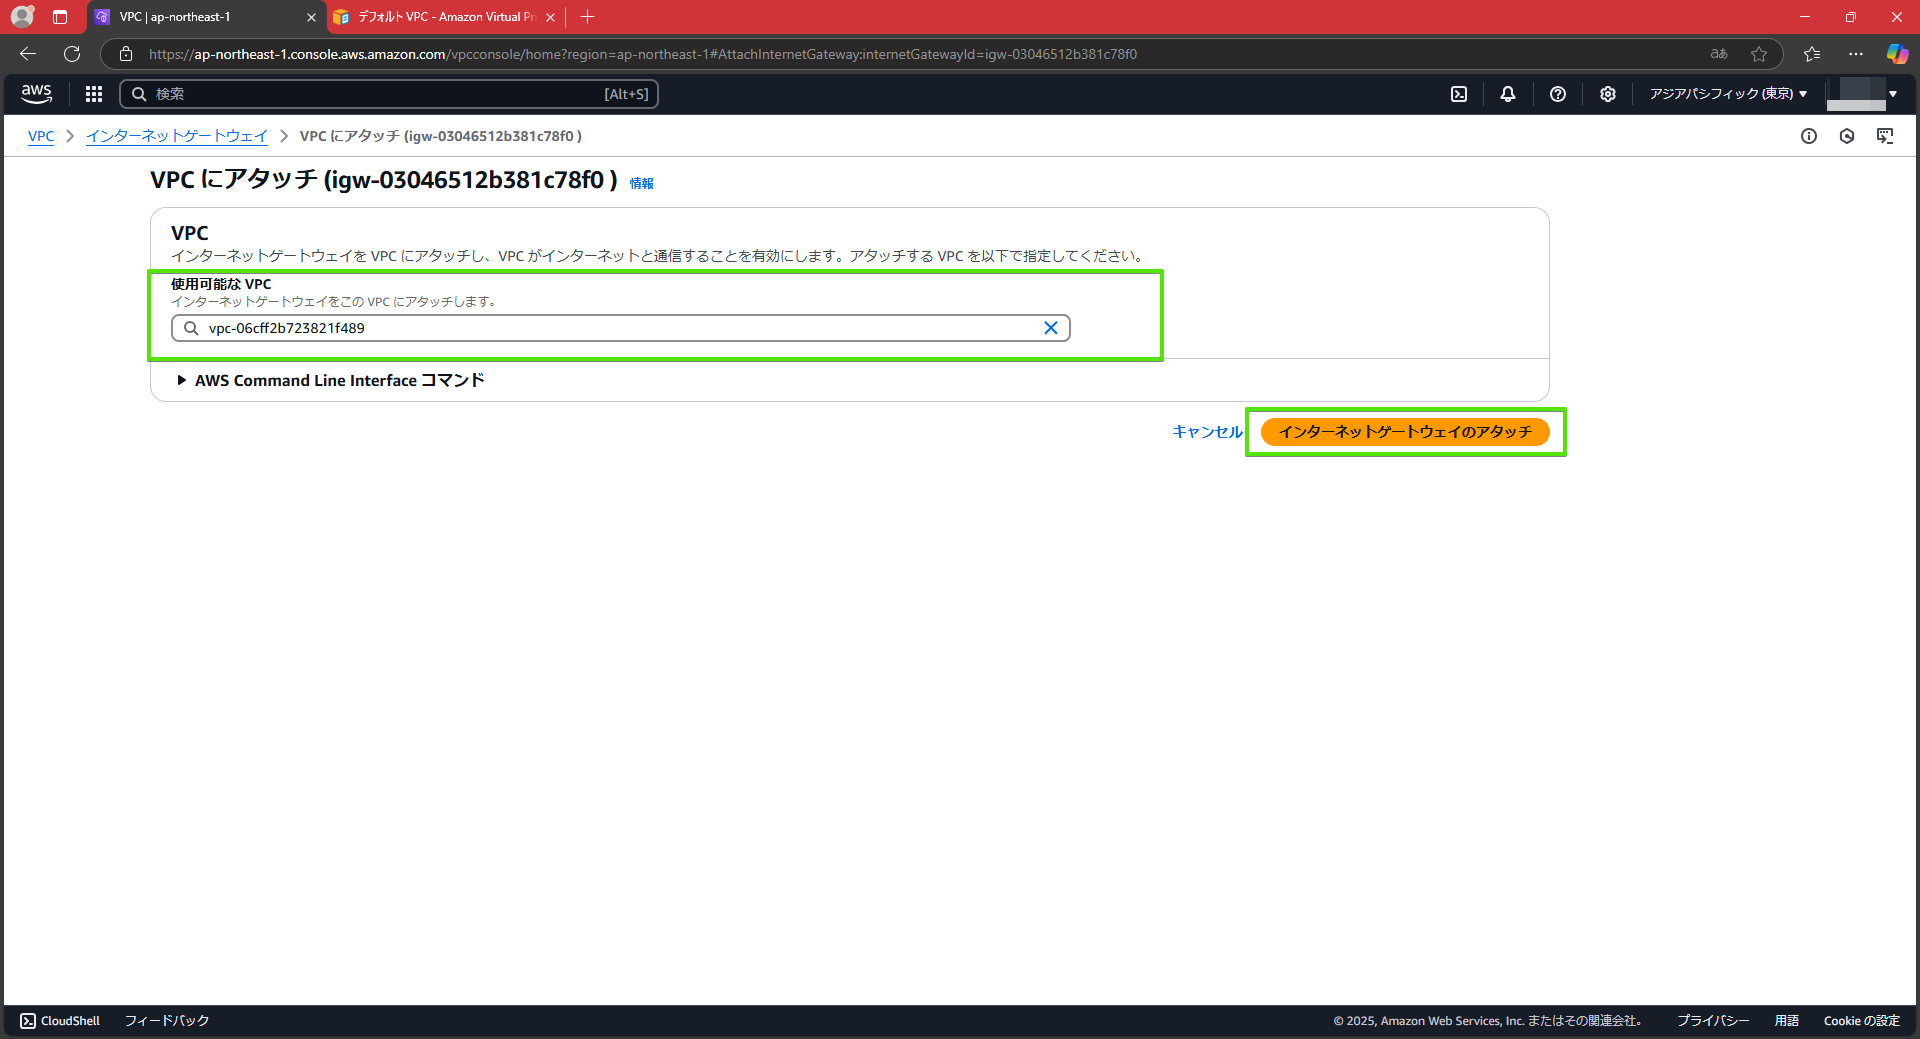 VPC | ap-northeast-1
デフォルト VPC - Amazon Virtual Pri
https://ap-northeast-1.console.aws.amazon.com/vpcconsole/home?region=ap-northeast-1#AttachInternetGateway:internetGatewayId=igw-03046512b381c78f0
aあ
aws
検索
[Alt+S]
アジアパシフィック (東京)
VPC
インターネットゲートウェイ
VPC にアタッチ (igw-03046512b381c78f0 )
VPC にアタッチ (igw-03046512b381c78f0 ) 情報
VPC
インターネットゲートウェイを VPC にアタッチし、VPC がインターネットと通信することを有効にします。アタッチする VPC を以下で指定してください。
使用可能な VPC
インターネットゲートウェイをこの VPC にアタッチします。
vpc-06cff2b723821f489
AWS Command Line Interface コマンド
キャンセル
インターネットゲートウェイのアタッチ
CloudShell
フィードバック
© 2025, Amazon Web Services, Inc. またはその関連会社。
プライバシー
用語
Cookie の設定